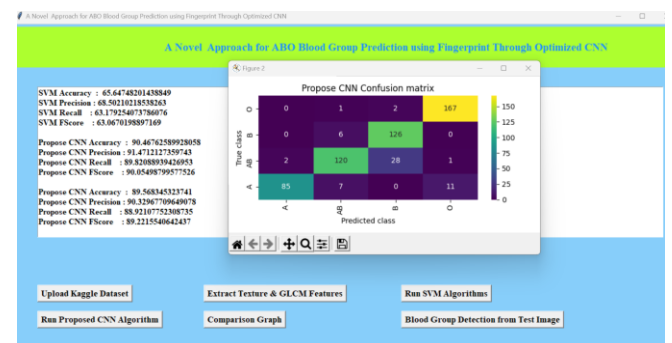 A Novel Approach for ABO Blood Group Prediction using Fingerprint Through Optimized CNN
A Novel Approach for ABO Blood Group Prediction using Fingerprint Through Optimized CNN
Figure 2
SVM Accuracy : 65.64748201438849
SVM Precision : 68.50210218538263
SVM Recall : 63.179254073786076
SVM FScore : 63.0670198897169
Propose CNN Accuracy : 90.46762589928058
Propose CNN Precision : 91.4712127359743
Propose CNN Recall : 89.82088939426953
Propose CNN FScore : 90.05498799577526
Propose CNN Accuracy : 89.568345323741
Propose CNN Precision : 90.32967709649078
Propose CNN Recall : 88.92107752308735
Propose CNN FScore : 89.2215540642437
Propose CNN Confusion matrix
True class
O 0 1 2 167
B 0 6 126 0
AB 2 120 28 1
A 85 7 0 11
A AB B O
Predicted class
150
125
100
75
50
25
0
Upload Kaggle Dataset
Extract Texture & GLCM Features
Run SVM Algorithms
Run Proposed CNN Algorithm
Comparison Graph
Blood Group Detection from Test Image